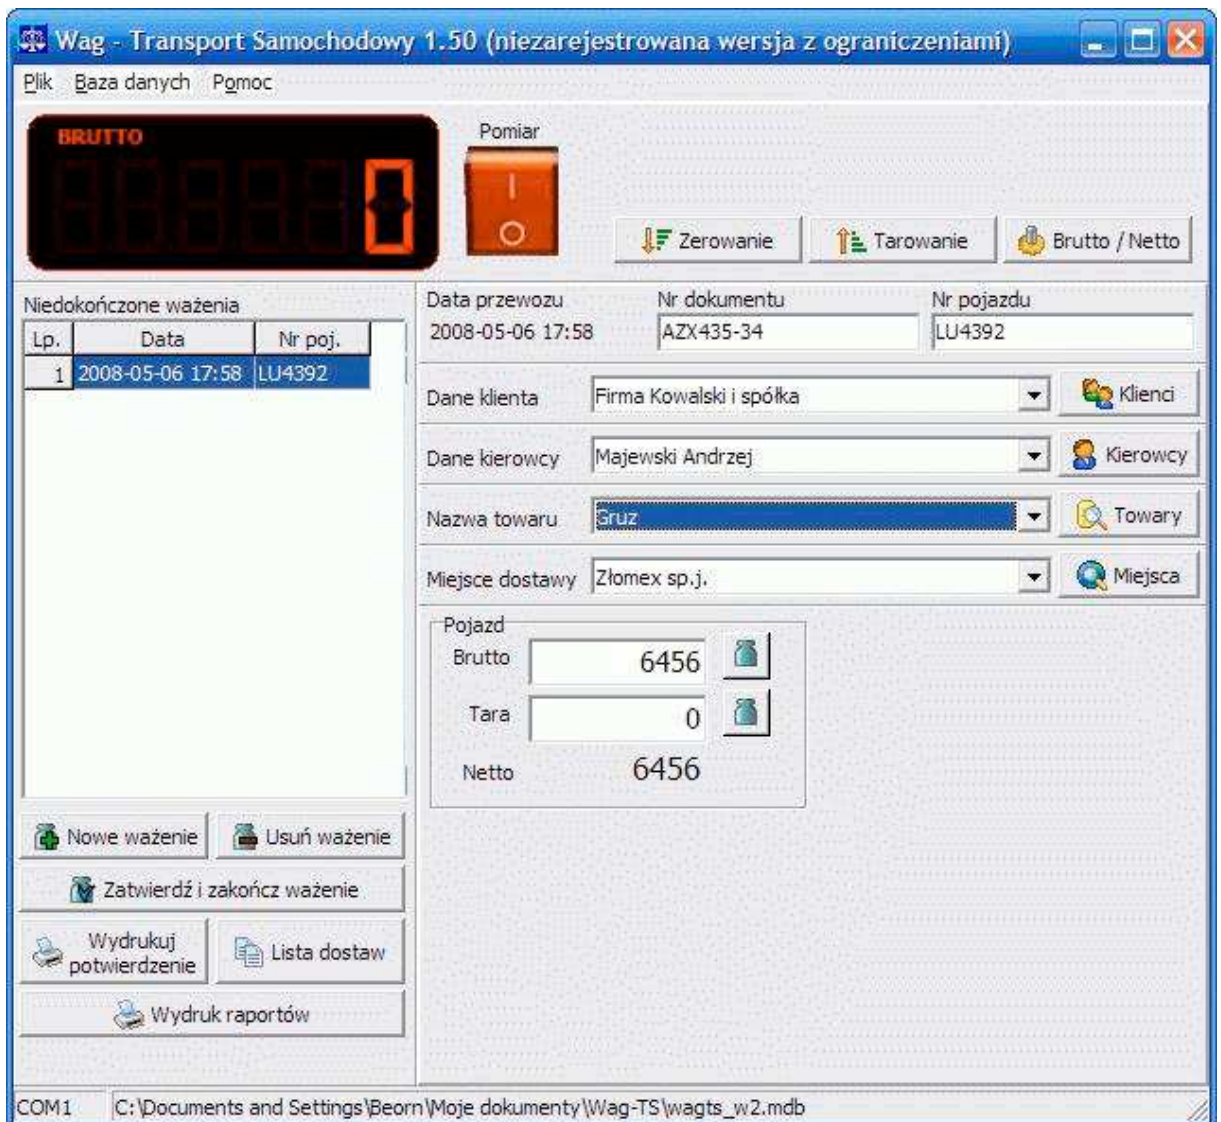 Wag - Transport Samochodowy 1.50 (niezarejestrowana wersja z ograniczeniami)
Plik Baza danych Pomoc
BRUTTO
0
Pomiar
Zerowanie
Tarowanie
Brutto / Netto
Niedokończone ważenia
Lp. Data Nr poj.
1 2008-05-06 17:58 LU4392
Nowe ważenie
Usuń ważenie
Zatwierdź i zakończ ważenie
Wydrukuj
potwierdzenie
Lista dostaw
Wydruk raportów
Data przewozu Nr dokumentu Nr pojazdu
2008-05-06 17:58 AZX435-34 LU4392
Dane klienta Firma Kowalski i spółka Klienci
Dane kierowcy Majewski Andrzej Kierowcy
Nazwa towaru Gruz Towary
Miejsce dostawy Złomex sp.j. Miejsca
Pojazd
Brutto 6456
Tara 0
Netto 6456
COM1 C:\Documents and Settings\Beorn\Moje dokumenty\Wag-TS\wagts_w2.mdb